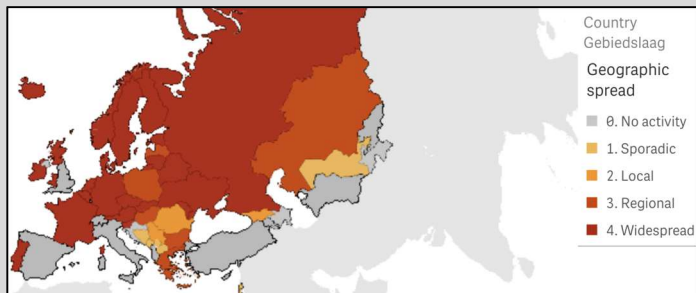 Country
Gebiedslaag
Geographic
spread
0. No activity
1. Sporadic
2. Local
3. Regional
4. Widespread